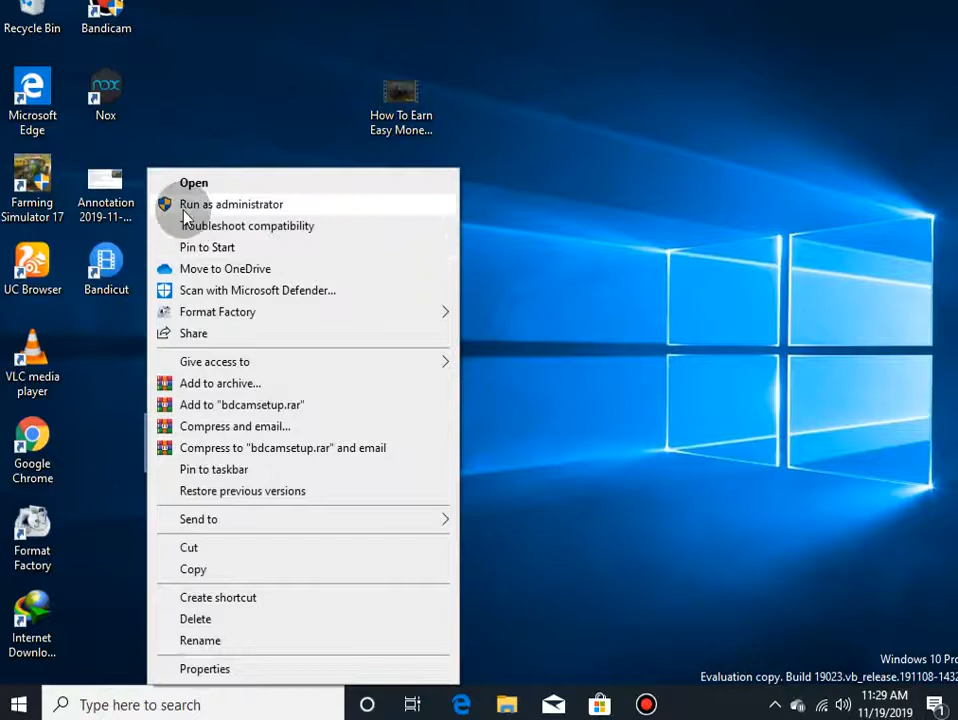 Recycle Bin
Bandicam
Microsoft
Edge
Nox
How To Earn
Easy Mone...
Farming
Simulator 17
Annotation
2019-11-...
UC Browser
Bandicut
VLC media
player
Google
Chrome
Format
Factory
Internet
Downlo...
Open
Run as administrator
Troubleshoot compatibility
Pin to Start
Move to OneDrive
Scan with Microsoft Defender...
Format Factory
Share
Give access to
Add to archive...
Add to "bdcamsetup.rar"
Compress and email...
Compress to "bdcamsetup.rar" and email
Pin to taskbar
Restore previous versions
Send to
Cut
Copy
Create shortcut
Delete
Rename
Properties
Windows 10 Pro
Evaluation copy. Build 19023.vb_release.191108-1432
Type here to search
11:29 AM
11/19/2019
1